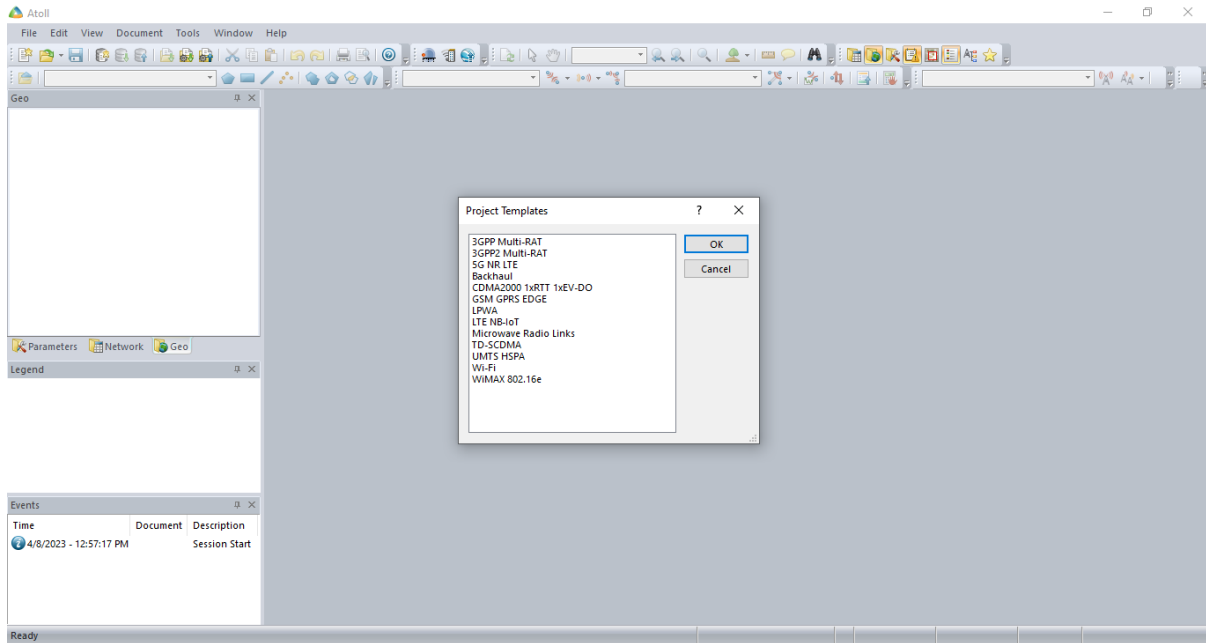 Atoll
File Edit View Document Tools Window Help
Geo
Parameters Network Geo
Legend
Events
Time Document Description
4/8/2023 - 12:57:17 PM Session Start
Project Templates ?
3GPP Multi-RAT
3GPP2 Multi-RAT
5G NR LTE
Backhaul
CDMA2000 1xRTT 1xEV-DO
GSM GPRS EDGE
LPWA
LTE NB-IoT
Microwave Radio Links
TD-SCDMA
UMTS HSPA
Wi-Fi
WiMAX 802.16e
OK
Cancel
Ready